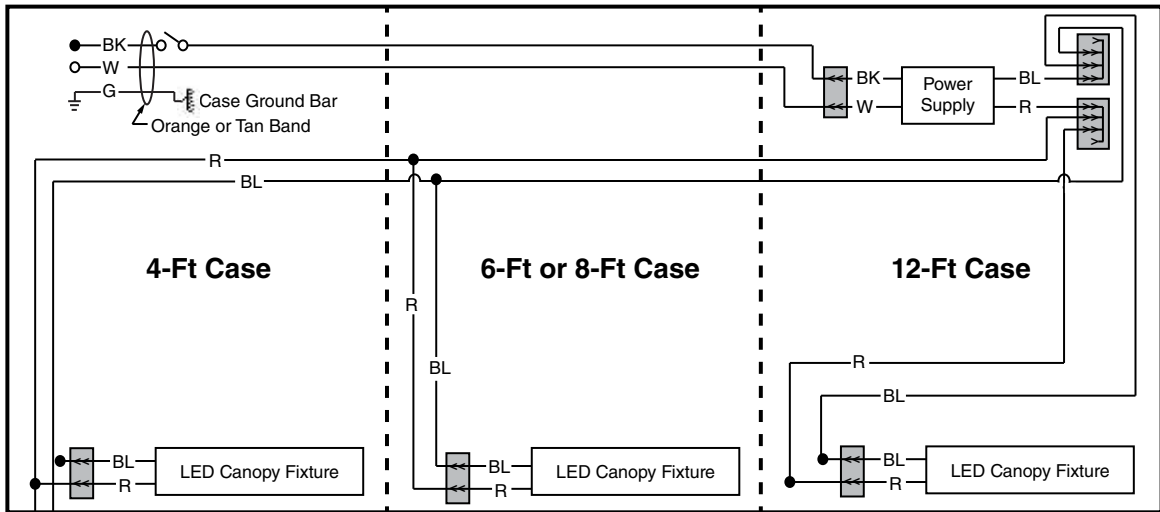 BK
W
G
Case Ground Bar
Orange or Tan Band
BK
W
Power
Supply
BL
R
R
BL
4-Ft Case
6-Ft or 8-Ft Case
12-Ft Case
R
BL
R
BL
BL
R
LED Canopy Fixture
BL
R
LED Canopy Fixture
BL
R
LED Canopy Fixture